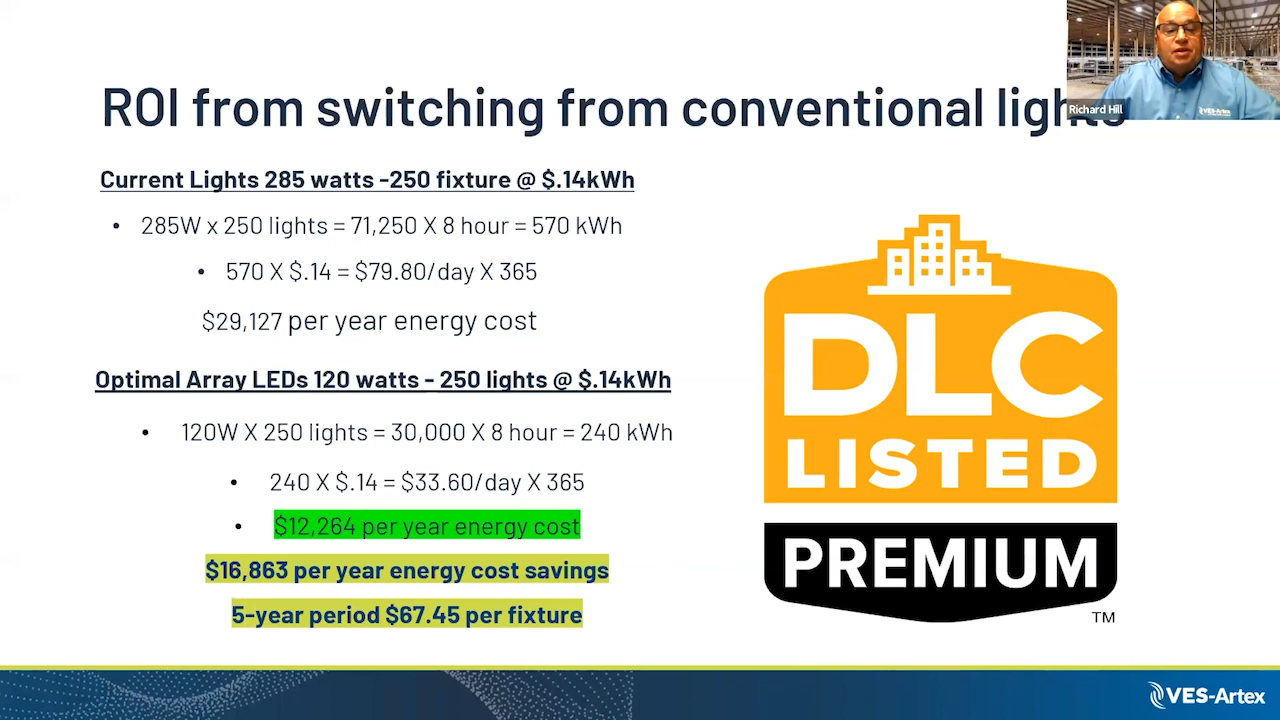 ROI from switching from conventional lights
Richard Hill
VES-Artex
Current Lights 285 watts -250 fixture @ $.14kWh
• 285W x 250 lights = 71,250 X 8 hour = 570 kWh
• 570 X $.14 = $79.80/day X 365
$29,127 per year energy cost
Optimal Array LEDs 120 watts - 250 lights @ $.14kWh
• 120W X 250 lights = 30,000 X 8 hour = 240 kWh
• 240 X $.14 = $33.60/day X 365
• $12,264 per year energy cost
$16,863 per year energy cost savings
5-year period $67.45 per fixture
DLC
LISTED
PREMIUM
TM
VES-Artex